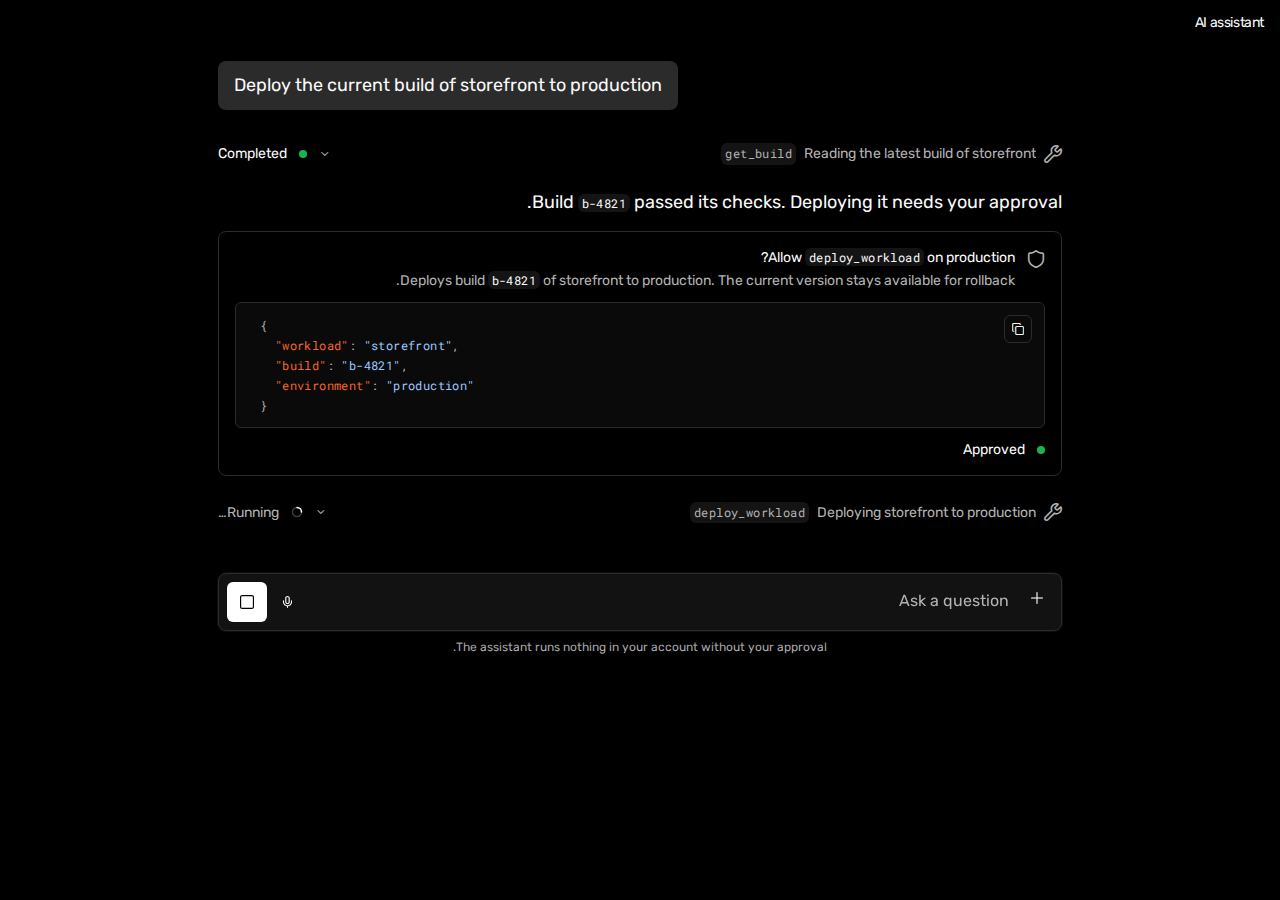 AI assistant
Deploy the current build of storefront to production
Reading the latest build of storefront get_build Completed
.Build b-4821 passed its checks. Deploying it needs your approval
?Allow deploy_workload on production
.Deploys build b-4821 of storefront to production. The current version stays available for rollback
{
"workload": "storefront",
"build": "b-4821",
"environment": "production"
}
Approved
Deploying storefront to production deploy_workload …Running
Ask a question
.The assistant runs nothing in your account without your approval